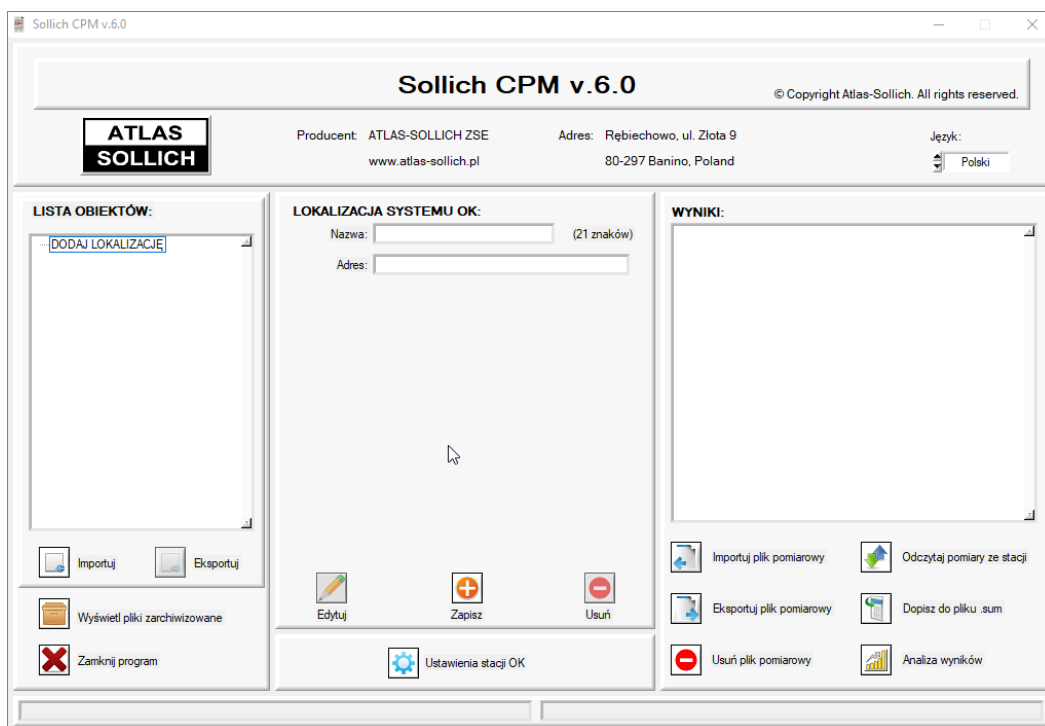 Sollich CPM v.6.0
Sollich CPM v.6.0
© Copyright Atlas-Sollich. All rights reserved.
ATLAS
SOLLICH
Producent: ATLAS-SOLLICH ZSE
www.atlas-sollich.pl
Adres: Rębiechowo, ul. Złota 9
80-297 Banino, Poland
Język:
Polski
LISTA OBIEKTÓW:
DODAJ LOKALIZACJĘ
Importuj
Eksportuj
Wyświetl pliki zarchiwizowane
Zamknij program
LOKALIZACJA SYSTEMU OK:
Nazwa: (21 znaków)
Adres:
Edytuj
Zapisz
Usuń
Ustawienia stacji OK
WYNIKI:
Importuj plik pomiarowy
Odczytaj pomiary ze stacji
Eksportuj plik pomiarowy
Dopisz do pliku .sum
Usuń plik pomiarowy
Analiza wyników